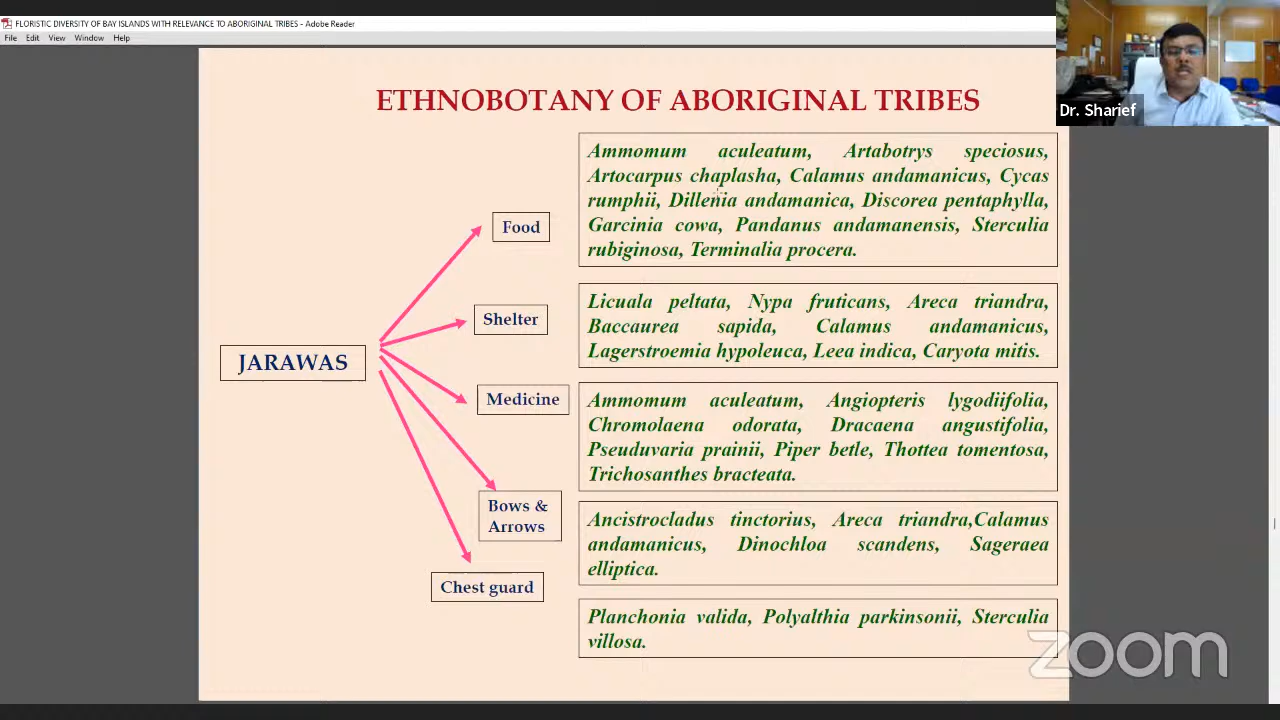 FLORISTIC DIVERSITY OF BAY ISLANDS WITH RELEVANCE TO ABORIGINAL TRIBES - Adobe Reader
File Edit View Window Help
Dr. Sharief
ETHNOBOTANY OF ABORIGINAL TRIBES
JARAWAS
Food
Ammomum aculeatum, Artabotrys speciosus,
Artocarpus chaplasha, Calamus andamanicus, Cycas
rumphii, Dillenia andamanica, Discorea pentaphylla,
Garcinia cowa, Pandanus andamanensis, Sterculia
rubiginosa, Terminalia procera.
Shelter
Licuala peltata, Nypa fruticans, Areca triandra,
Baccaurea sapida, Calamus andamanicus,
Lagerstroemia hypoleuca, Leea indica, Caryota mitis.
Medicine
Ammomum aculeatum, Angiopteris lygodiifolia,
Chromolaena odorata, Dracaena angustifolia,
Pseuduvaria prainii, Piper betle, Thottea tomentosa,
Trichosanthes bracteata.
Bows &
Arrows
Ancistrocladus tinctorius, Areca triandra,Calamus
andamanicus, Dinochloa scandens, Sageraea
elliptica.
Chest guard
Planchonia valida, Polyalthia parkinsonii, Sterculia
villosa.
zoom